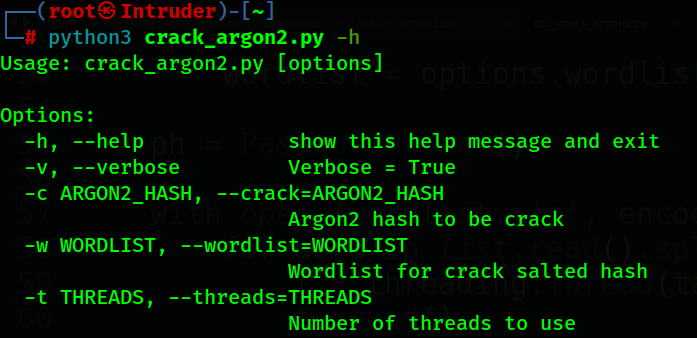 ┌──(root㉿Intruder)-[~]
└─# python3 crack_argon2.py -h
Usage: crack_argon2.py [options]
Options:
-h, --help show this help message and exit
-v, --verbose Verbose = True
-c ARGON2_HASH, --crack=ARGON2_HASH
Argon2 hash to be crack
-w WORDLIST, --wordlist=WORDLIST
Wordlist for crack salted hash
-t THREADS, --threads=THREADS
Number of threads to use